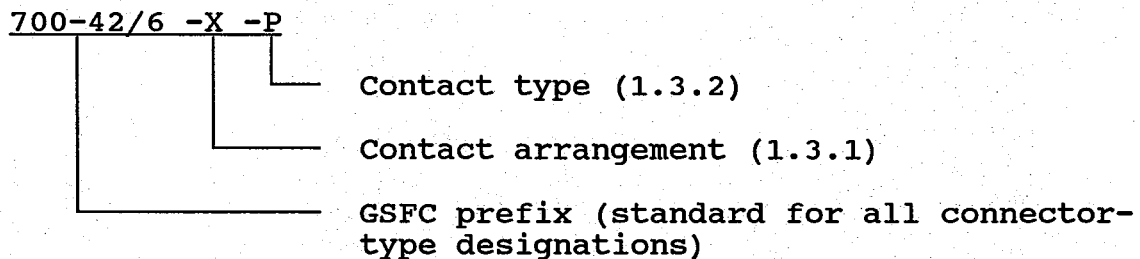 700-42/6 -X -P
Contact type (1.3.2)
Contact arrangement (1.3.1)
GSFC prefix (standard for all connector-
type designations)